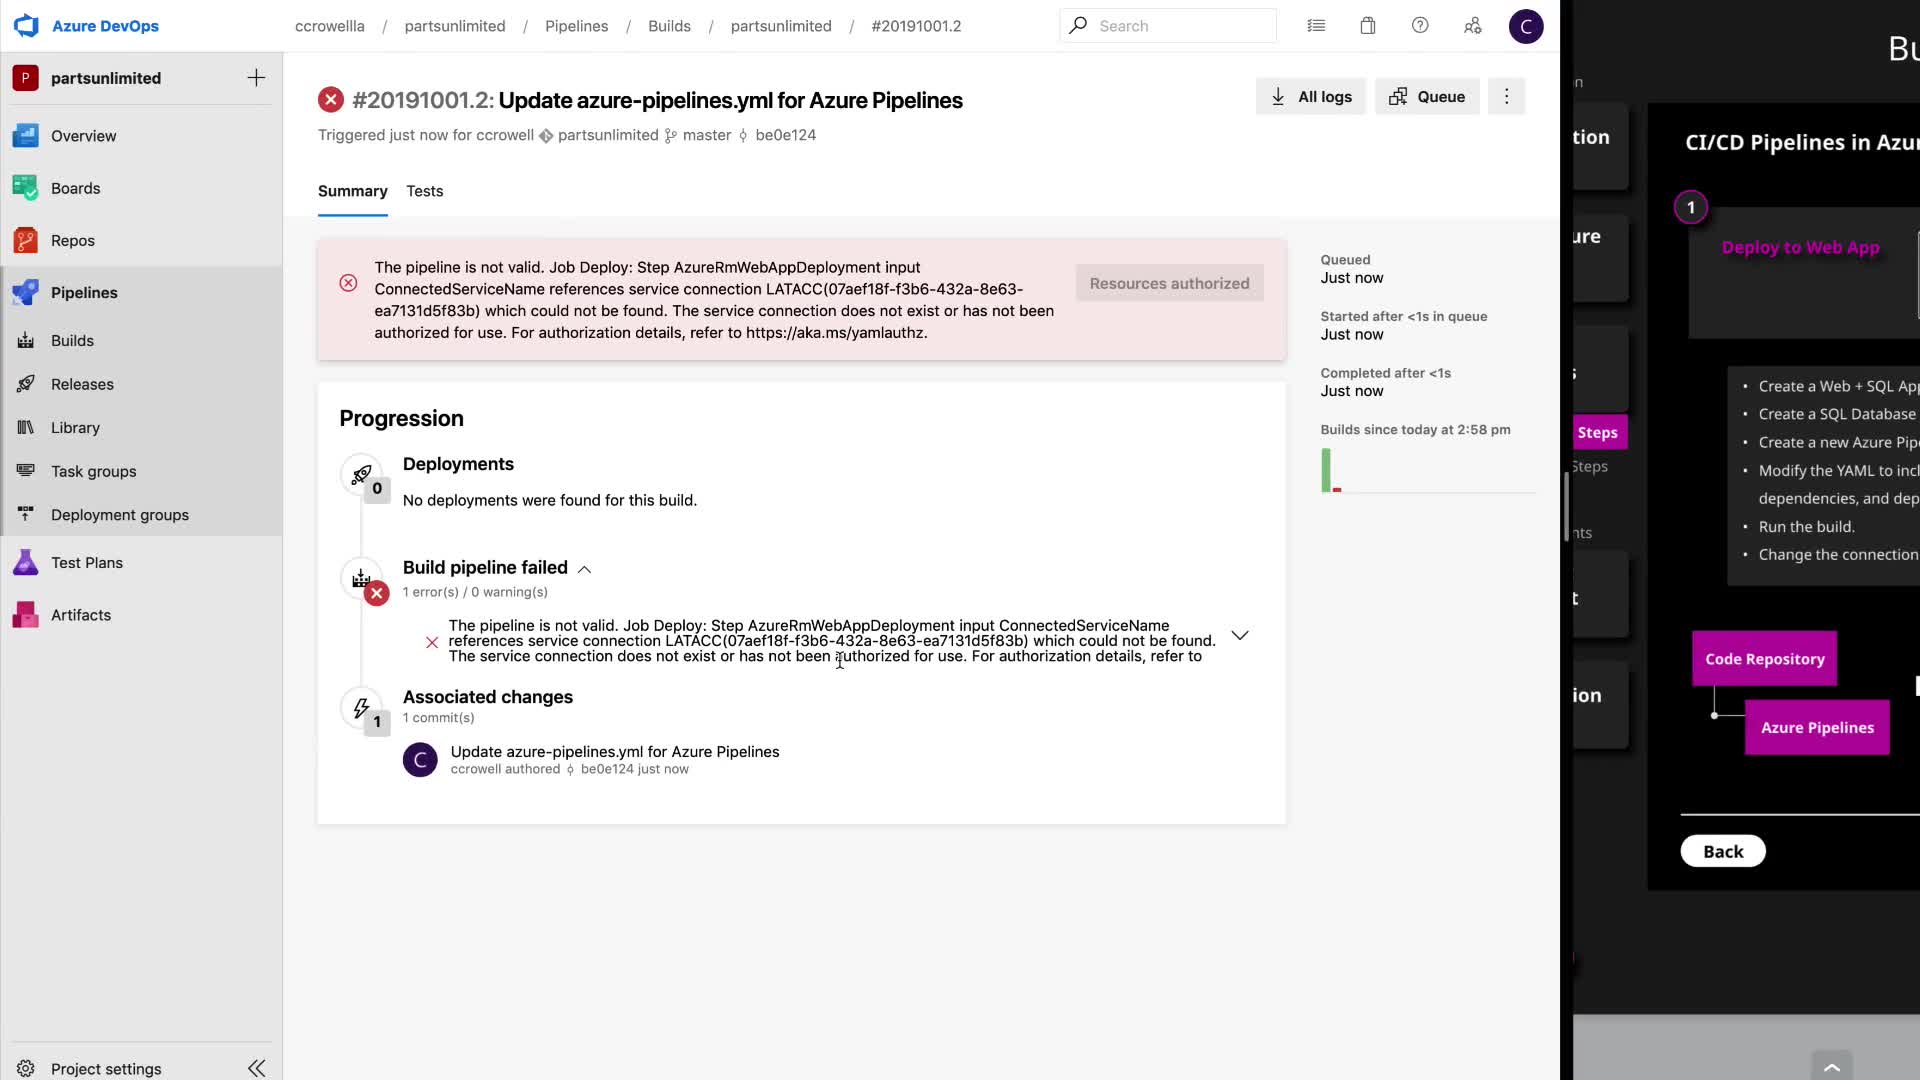 Azure DevOps
ccrowellla / partsunlimited / Pipelines / Builds / partsunlimited / #20191001.2
Search
C
P partsunlimited
Overview
Boards
Repos
Pipelines
Builds
Releases
Library
Task groups
Deployment groups
Test Plans
Artifacts
Project settings
#20191001.2: Update azure-pipelines.yml for Azure Pipelines
Triggered just now for ccrowell partsunlimited master be0e124
All logs
Queue
Summary Tests
The pipeline is not valid. Job Deploy: Step AzureRmWebAppDeployment input
ConnectedServiceName references service connection LATACC(07aef18f-f3b6-432a-8e63-
ea7131d5f83b) which could not be found. The service connection does not exist or has not been
authorized for use. For authorization details, refer to https://aka.ms/yamlauthz.
Resources authorized
Queued
Just now
Started after <1s in queue
Just now
Completed after <1s
Just now
Builds since today at 2:58 pm
Progression
Deployments
0
No deployments were found for this build.
Build pipeline failed
1 error(s) / 0 warning(s)
The pipeline is not valid. Job Deploy: Step AzureRmWebAppDeployment input ConnectedServiceName
references service connection LATACC(07aef18f-f3b6-432a-8e63-ea7131d5f83b) which could not be found.
The service connection does not exist or has not been authorized for use. For authorization details, refer to
Associated changes
1
1 commit(s)
C
Update azure-pipelines.yml for Azure Pipelines
ccrowell authored be0e124 just now
Bu
n
tion
ure
s
Steps
Steps
nts
t
ion
CI/CD Pipelines in Azur
1
Deploy to Web App
• Create a Web + SQL App
• Create a SQL Database
• Create a new Azure Pip
• Modify the YAML to incl
dependencies, and dep
• Run the build.
• Change the connection
Code Repository
Azure Pipelines
Back